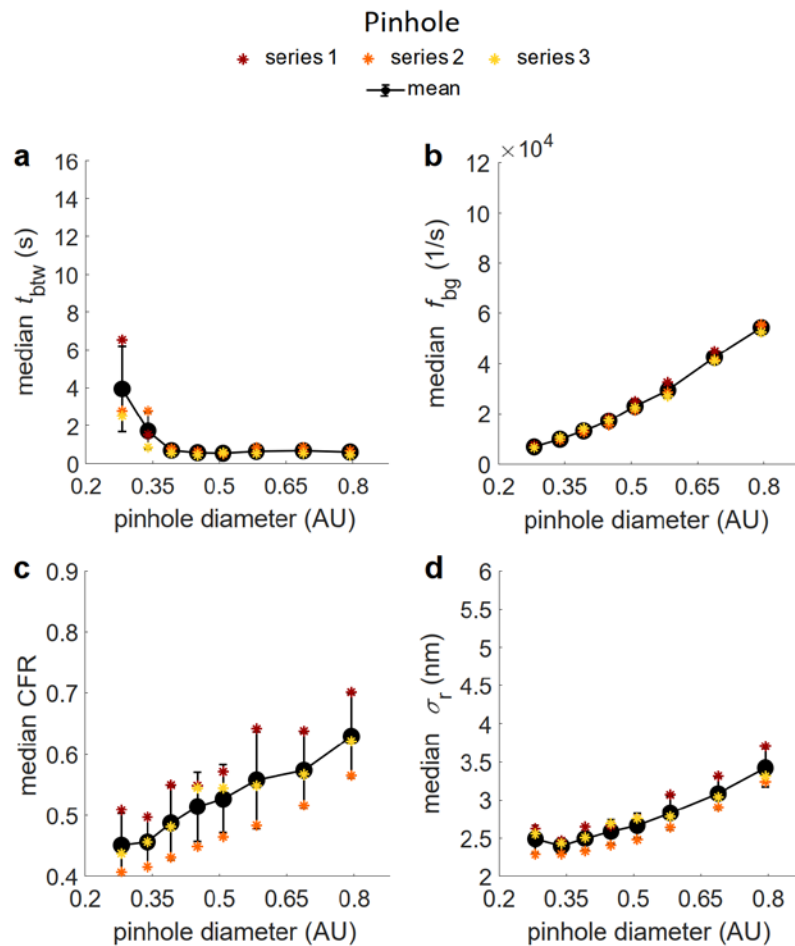 Pinhole
series 1 series 2 series 3
mean
a
16
14
12
10
8
6
4
2
0
median t_btw (s)
0.2 0.35 0.5 0.65 0.8
pinhole diameter (AU)
b
×10^4
12
10
8
6
4
2
0
median f_bg (1/s)
0.2 0.35 0.5 0.65 0.8
pinhole diameter (AU)
c
0.9
0.8
0.7
0.6
0.5
0.4
median CFR
0.2 0.35 0.5 0.65 0.8
pinhole diameter (AU)
d
6
5.5
5
4.5
4
3.5
3
2.5
2
median σ_r (nm)
0.2 0.35 0.5 0.65 0.8
pinhole diameter (AU)